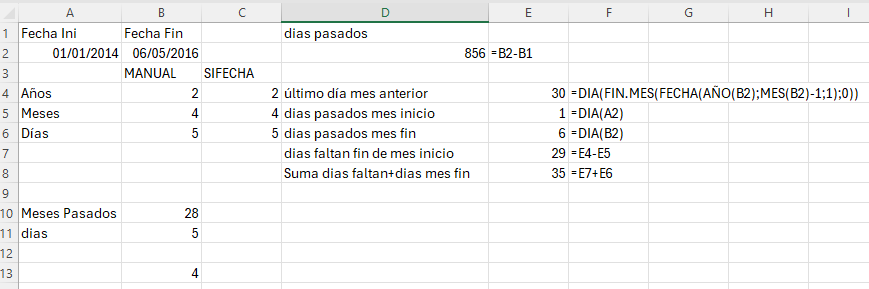 A B C D E F G H I
1 Fecha Ini Fecha Fin dias pasados
2 01/01/2014 06/05/2016 856 =B2-B1
3 MANUAL SIFECHA
4 Años 2 2 último día mes anterior 30 =DIA(FIN.MES(FECHA(AÑO(B2);MES(B2)-1;1);0))
5 Meses 4 4 dias pasados mes inicio 1 =DIA(A2)
6 Días 5 5 dias pasados mes fin 6 =DIA(B2)
7 dias faltan fin de mes inicio 29 =E4-E5
8 Suma dias faltan+dias mes fin 35 =E7+E6
9
10 Meses Pasados 28
11 dias 5
12
13 4